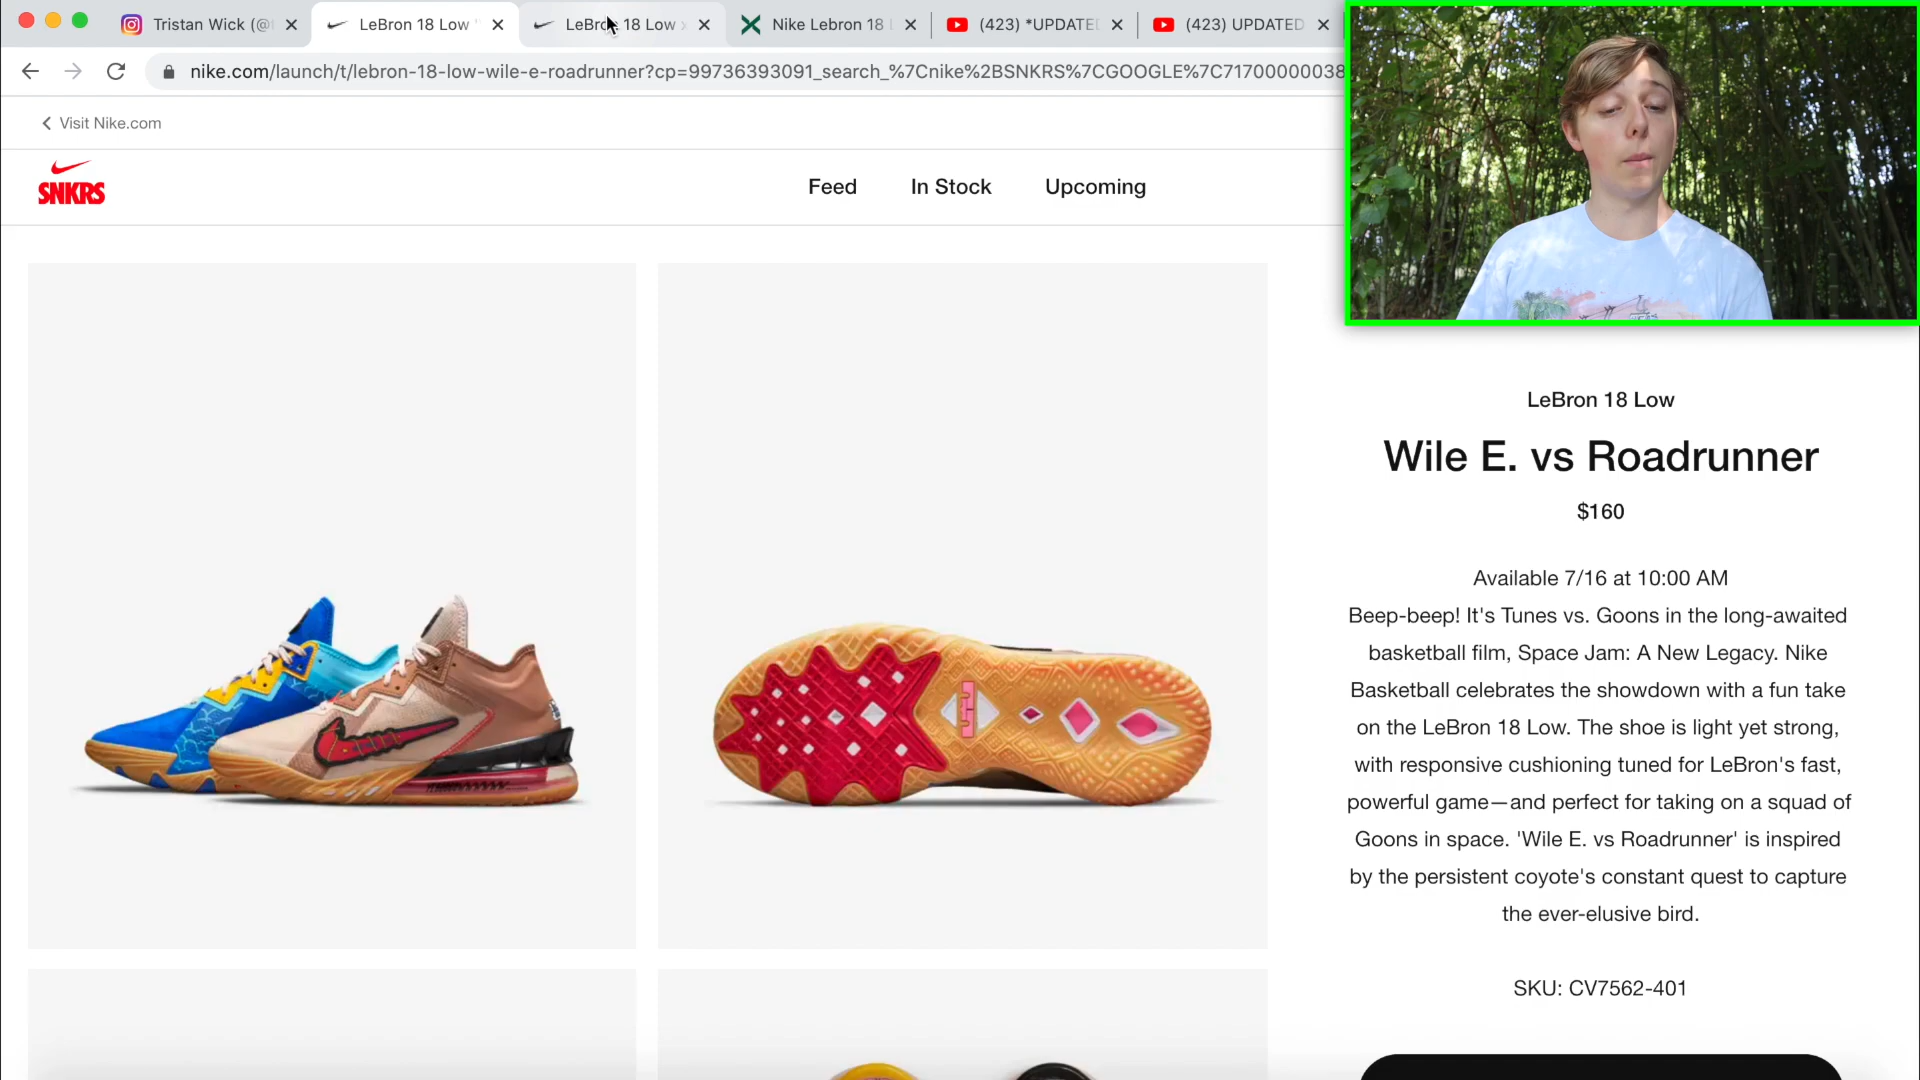 Tristan Wick (@
LeBron 18 Low
LeBron 18 Low
Nike Lebron 18
(423) *UPDATE
(423) UPDATED
nike.com/launch/t/lebron-18-low-wile-e-roadrunner?cp=99736393091_search_%7Cnike%2BSNKRS%7CGOOGLE%7C71700000038
Visit Nike.com
SNKRS
Feed
In Stock
Upcoming
LeBron 18 Low
Wile E. vs Roadrunner
$160
Available 7/16 at 10:00 AM
Beep-beep! It's Tunes vs. Goons in the long-awaited
basketball film, Space Jam: A New Legacy. Nike
Basketball celebrates the showdown with a fun take
on the LeBron 18 Low. The shoe is light yet strong,
with responsive cushioning tuned for LeBron's fast,
powerful game—and perfect for taking on a squad of
Goons in space. 'Wile E. vs Roadrunner' is inspired
by the persistent coyote's constant quest to capture
the ever-elusive bird.
SKU: CV7562-401